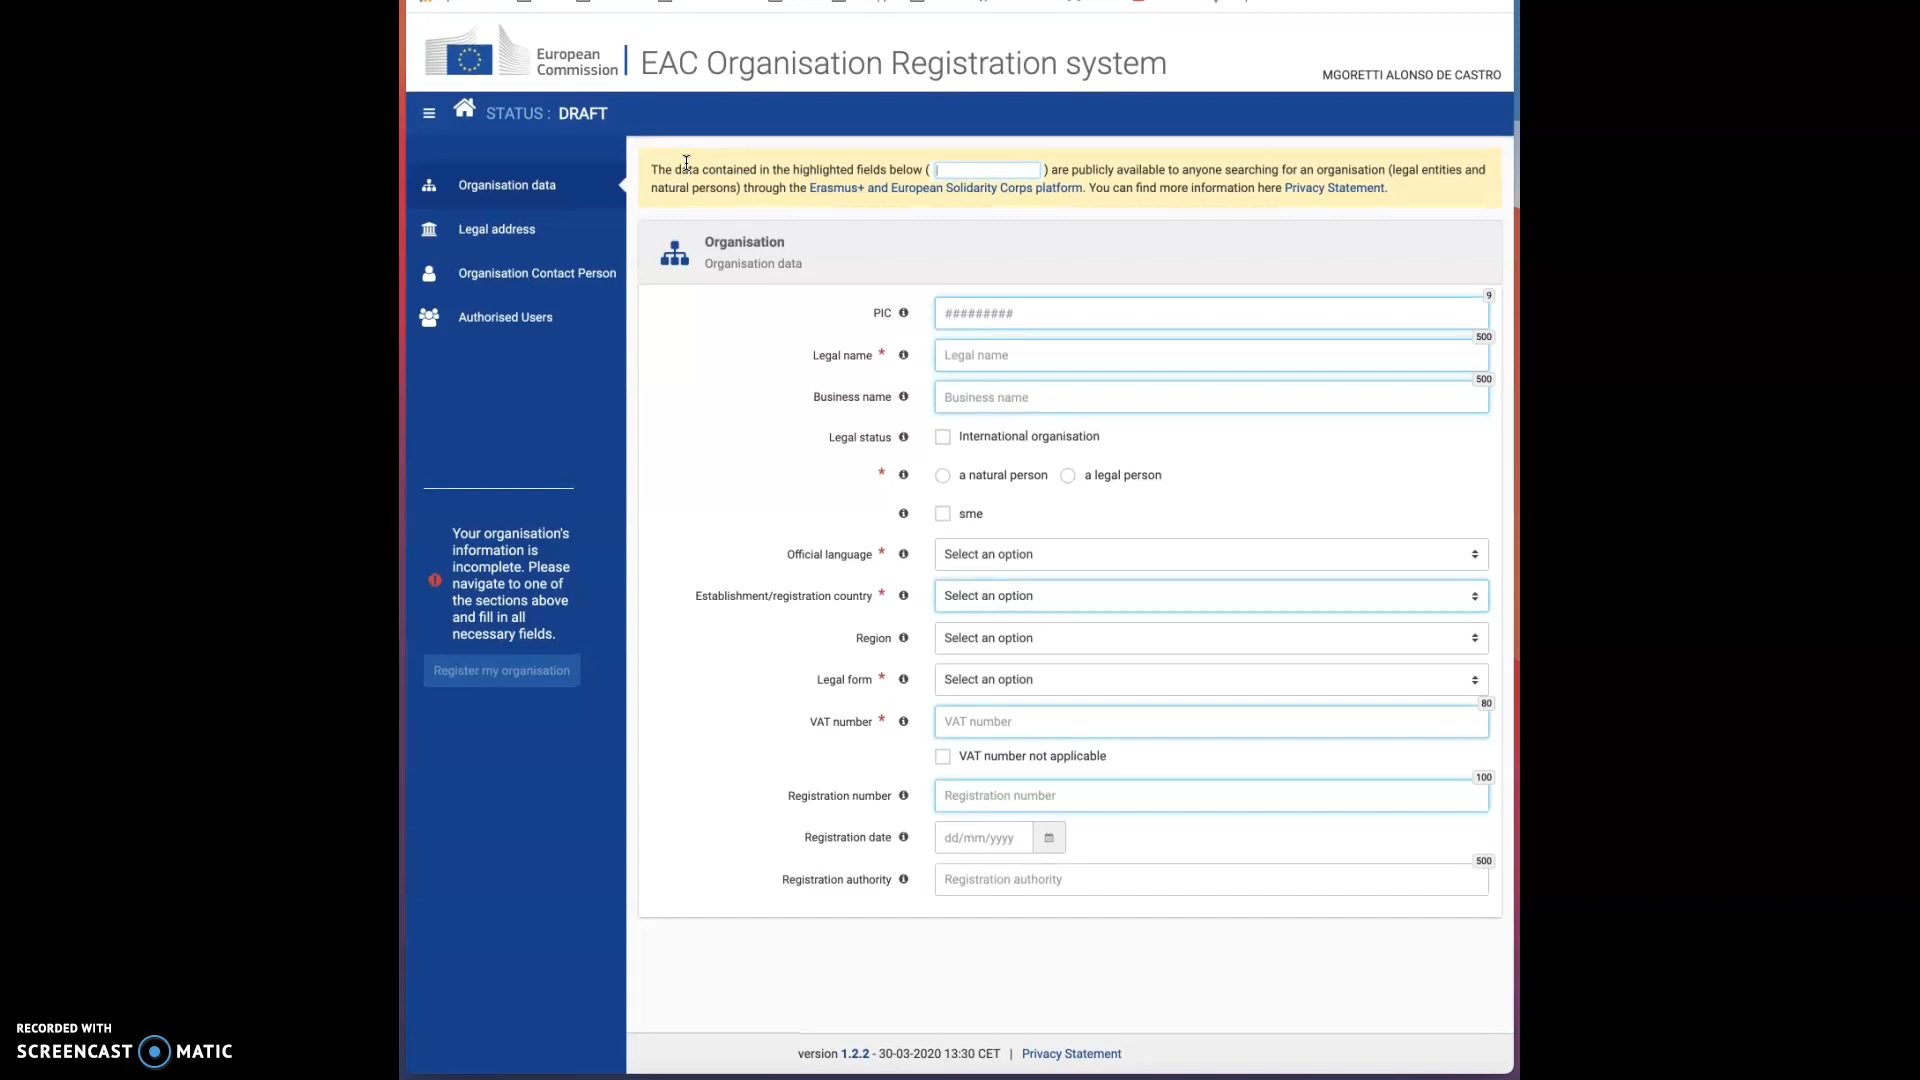 European
Commission
EAC Organisation Registration system
MGORETTI ALONSO DE CASTRO
STATUS : DRAFT
Organisation data
Legal address
Organisation Contact Person
Authorised Users
Your organisation's
information is
incomplete. Please
navigate to one of
the sections above
and fill in all
necessary fields.
Register my organisation
The data contained in the highlighted fields below ( ) are publicly available to anyone searching for an organisation (legal entities and
natural persons) through the Erasmus+ and European Solidarity Corps platform. You can find more information here Privacy Statement.
Organisation
Organisation data
9
PIC #########
500
Legal name * Legal name
500
Business name Business name
Legal status International organisation
* a natural person a legal person
sme
Official language * Select an option
Establishment/registration country * Select an option
Region Select an option
Legal form * Select an option
80
VAT number * VAT number
VAT number not applicable
100
Registration number Registration number
Registration date dd/mm/yyyy
500
Registration authority Registration authority
version 1.2.2 - 30-03-2020 13:30 CET | Privacy Statement
RECORDED WITH
SCREENCAST MATIC